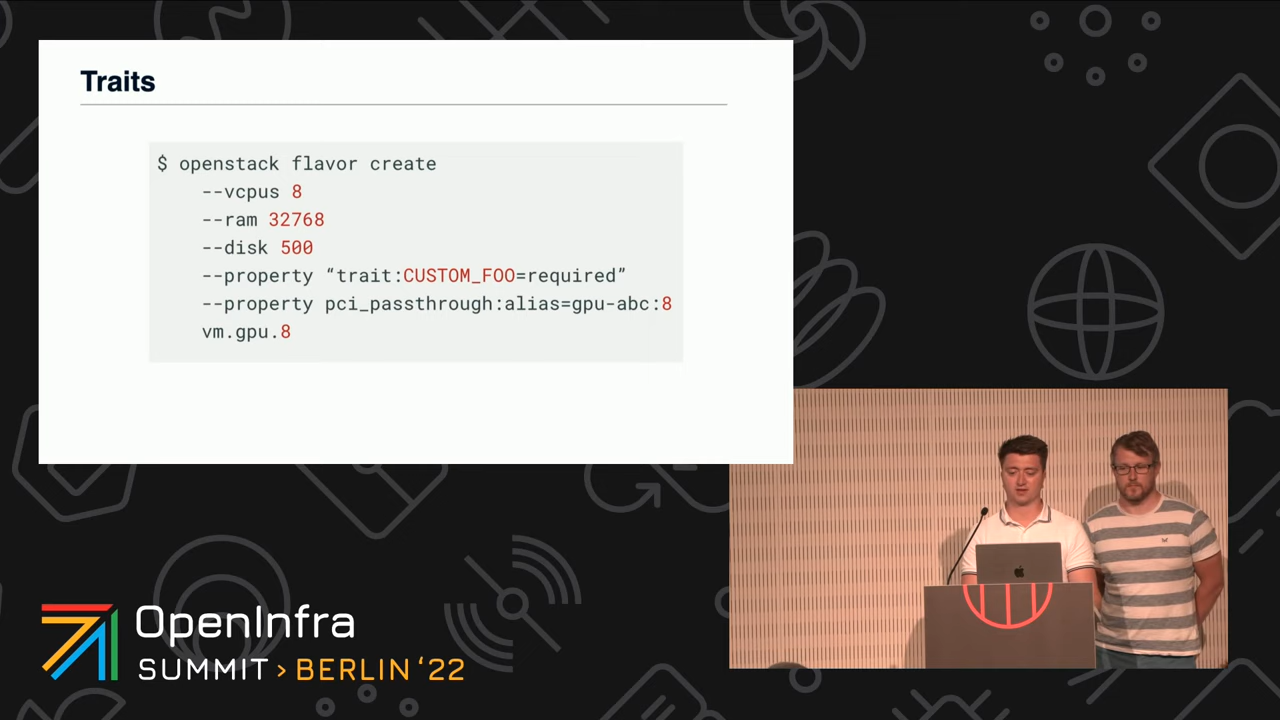 Traits
$ openstack flavor create
--vcpus 8
--ram 32768
--disk 500
--property “trait:CUSTOM_FOO=required”
--property pci_passthrough:alias=gpu-abc:8
vm.gpu.8
OpenInfra
SUMMIT > BERLIN ‘22